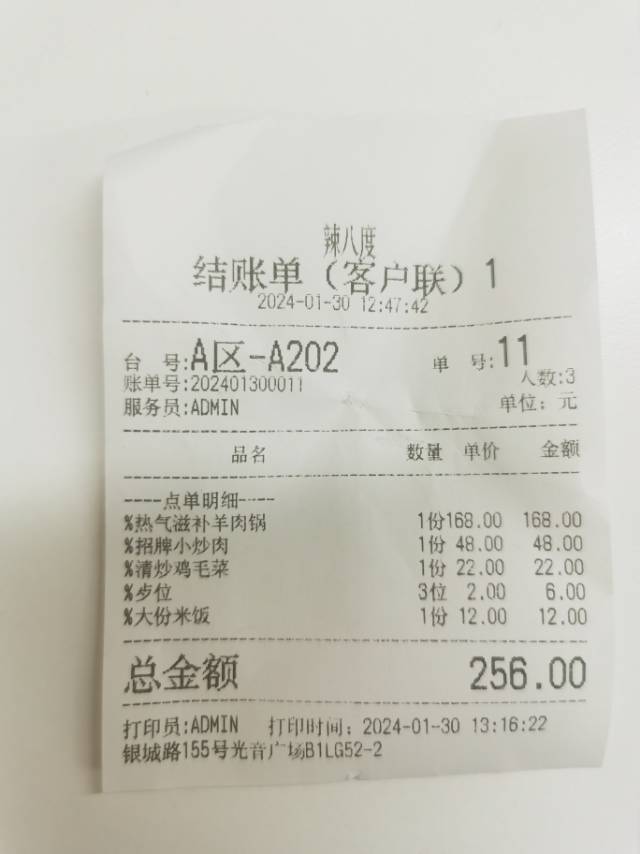 辣八度
结账单（客户联）1
2024-01-30 12:47:42
台 号:A区-A202 单 号:11
账单号:202401300011 人数:3
服务员:ADMIN 单位: 元
品名 数量 单价 金额
----点单明细----
%热气滋补羊肉锅 1份168.00 168.00
%招牌小炒肉 1份 48.00 48.00
%清炒鸡毛菜 1份 22.00 22.00
%歺位 3位 2.00 6.00
%大份米饭 1份 12.00 12.00
总金额 256.00
打印员:ADMIN 打印时间: 2024-01-30 13:16:22
银城路155号光音广场B1LG52-2